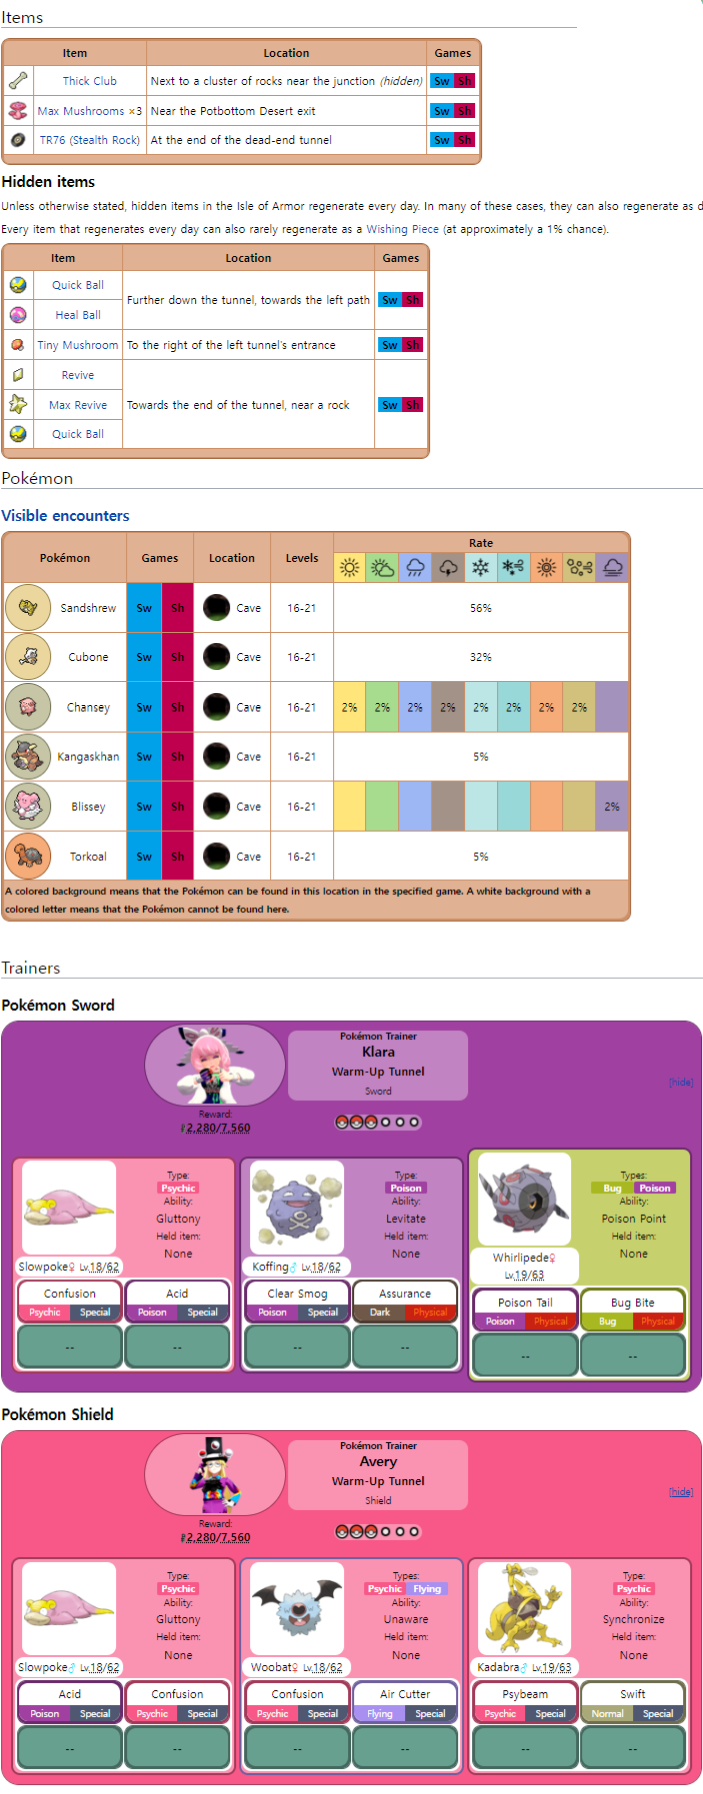 Items
Item Location Games
Thick Club Next to a cluster of rocks near the junction (hidden) Sw Sh
Max Mushrooms ×3 Near the Potbottom Desert exit Sw Sh
TR76 (Stealth Rock) At the end of the dead-end tunnel Sw Sh
Hidden items
Unless otherwise stated, hidden items in the Isle of Armor regenerate every day. In many of these cases, they can also regenerate as
Every item that regenerates every day can also rarely regenerate as a Wishing Piece (at approximately a 1% chance).
Item Location Games
Quick Ball
Further down the tunnel, towards the left path Sw Sh
Heal Ball
Tiny Mushroom To the right of the left tunnel's entrance Sw Sh
Revive
Max Revive Towards the end of the tunnel, near a rock Sw Sh
Quick Ball
Pokémon
Visible encounters
Pokémon Games Location Levels Rate
Sandshrew Sw Sh Cave 16-21 56%
Cubone Sw Sh Cave 16-21 32%
Chansey Sw Sh Cave 16-21 2% 2% 2% 2% 2% 2% 2% 2%
Kangaskhan Sw Sh Cave 16-21 5%
Blissey Sw Sh Cave 16-21 2%
Torkoal Sw Sh Cave 16-21 5%
A colored background means that the Pokémon can be found in this location in the specified game. A white background with a
colored letter means that the Pokémon cannot be found here.
Trainers
Pokémon Sword
Pokémon Trainer
Klara
Warm-Up Tunnel
Sword
[hide]
Reward:
₽2,280/7,560
Type:
Psychic
Ability:
Gluttony
Held item:
None
Slowpoke♀ Lv.18/62
Confusion Acid
Psychic Special Poison Special
-- --
Type:
Poison
Ability:
Levitate
Held item:
None
Koffing♂ Lv.18/62
Clear Smog Assurance
Poison Special Dark Physical
-- --
Types:
Bug Poison
Ability:
Poison Point
Held item:
None
Whirlipede♀
Lv.19/63
Poison Tail Bug Bite
Poison Physical Bug Physical
-- --
Pokémon Shield
Pokémon Trainer
Avery
Warm-Up Tunnel
Shield
[hide]
Reward:
₽2,280/7,560
Type:
Psychic
Ability:
Gluttony
Held item:
None
Slowpoke♂ Lv.18/62
Acid Confusion
Poison Special Psychic Special
-- --
Types:
Psychic Flying
Ability:
Unaware
Held item:
None
Woobat♀ Lv.18/62
Confusion Air Cutter
Psychic Special Flying Special
-- --
Type:
Psychic
Ability:
Synchronize
Held item:
None
Kadabra♂ Lv.19/63
Psybeam Swift
Psychic Special Normal Special
-- --